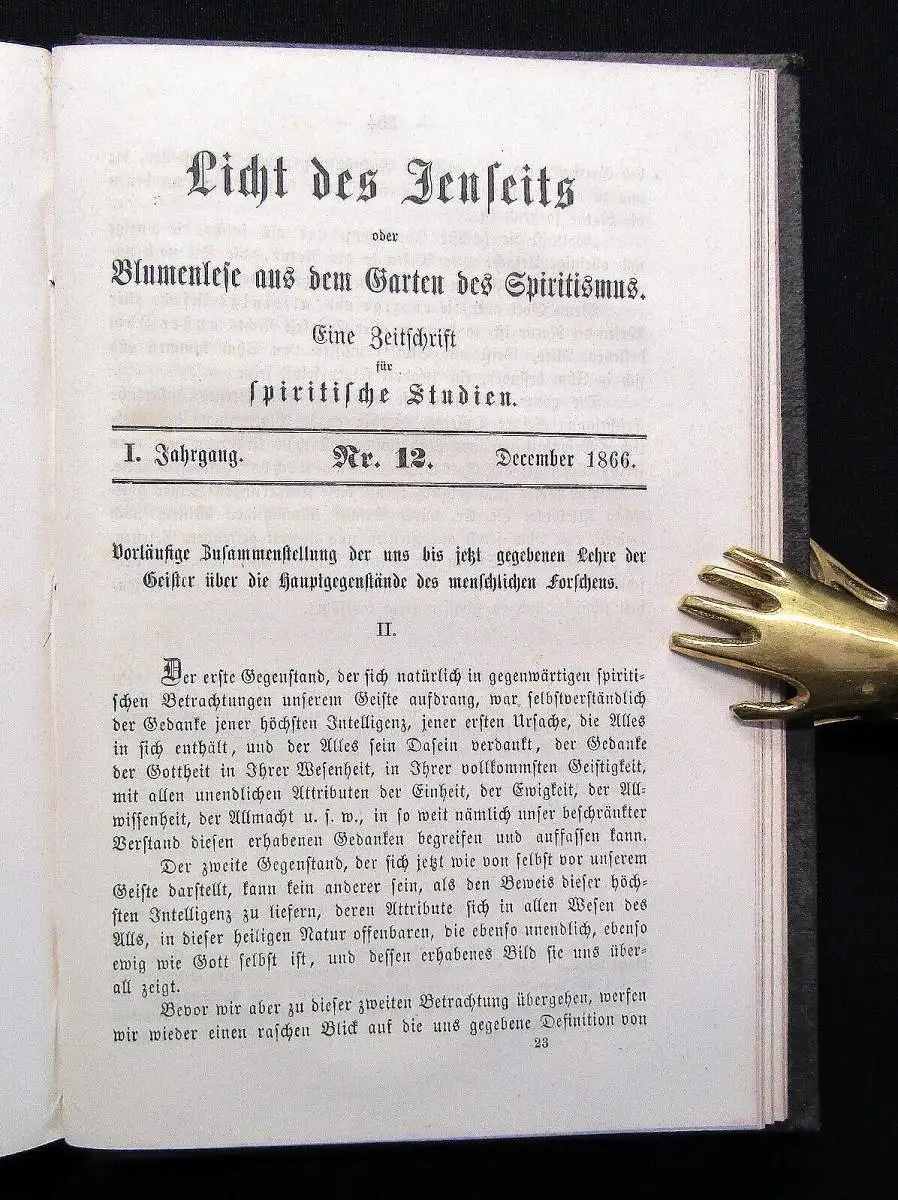 Licht des Jenseits
oder
Blumenlese aus dem Garten des Spiritismus.
Eine Zeitschrift
für
spiritische Studien.
I. Jahrgang. Nr. 12. December 1866.
Vorläufige Zusammenstellung der uns bis jetzt gegebenen Lehre der
Geister über die Hauptgegenstände des menschlichen Forschens.
II.
Der erste Gegenstand, der sich natürlich in gegenwärtigen spiriti-
schen Betrachtungen unserem Geiste aufdrang, war selbstverständlich
der Gedanke jener höchsten Intelligenz, jener ersten Ursache, die Alles
in sich enthält, und der Alles sein Dasein verdankt, der Gedanke
der Gottheit in Ihrer Wesenheit, in Ihrer vollkommsten Geistigkeit,
mit allen unendlichen Attributen der Einheit, der Ewigkeit, der All-
wissenheit, der Allmacht u. s. w., in so weit nämlich unser beschränkter
Verstand diesen erhabenen Gedanken begreifen und auffassen kann.
Der zweite Gegenstand, der sich jetzt wie von selbst vor unserem
Geiste darstellt, kann kein anderer sein, als den Beweis dieser höch-
sten Intelligenz zu liefern, deren Attribute sich in allen Wesen des
Alls, in dieser heiligen Natur offenbaren, die ebenso unendlich, ebenso
ewig wie Gott selbst ist, und dessen erhabenes Bild sie uns über-
all zeigt.
Bevor wir aber zu dieser zweiten Betrachtung übergehen, werfen
wir wieder einen raschen Blick auf die uns gegebene Definition von
23